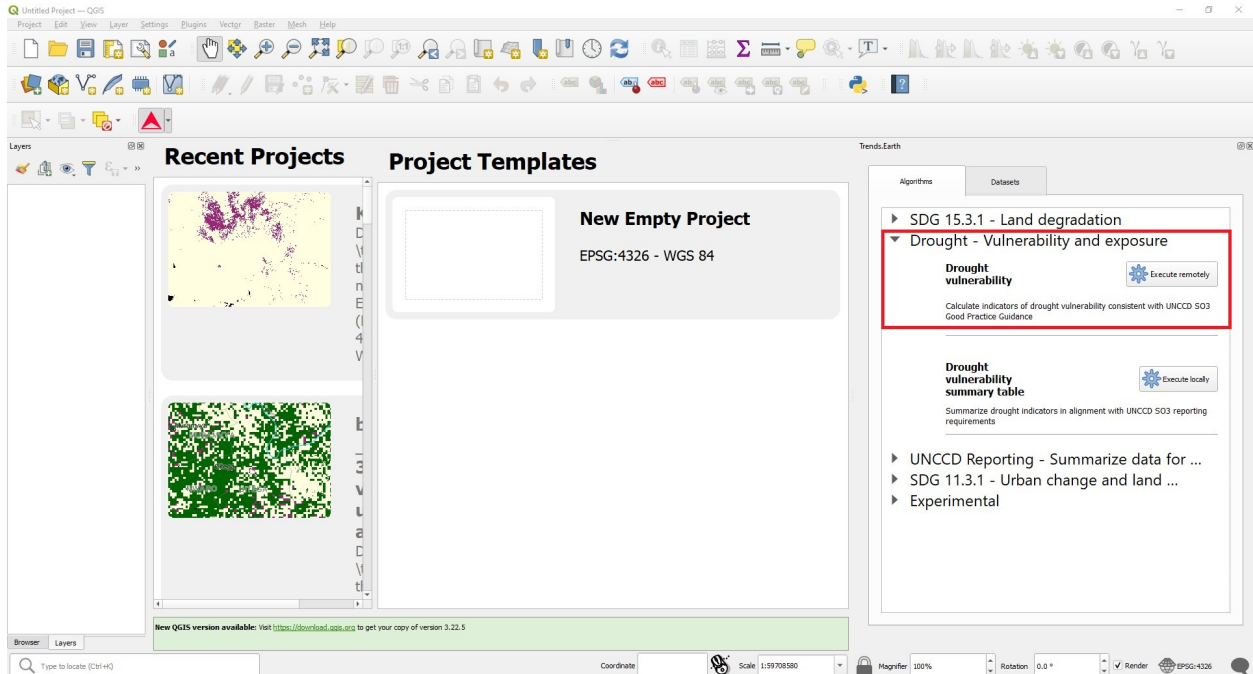 Untitled Project — QGIS
Project Edit View Layer Settings Plugins Vector Raster Mesh Help
Layers
Recent Projects
Project Templates
New Empty Project
EPSG:4326 - WGS 84
New QGIS version available: Visit https://download.qgis.org to get your copy of version 3.22.5
Browser Layers
Trends.Earth
Algorithms Datasets
SDG 15.3.1 - Land degradation
Drought - Vulnerability and exposure
Drought
vulnerability
Execute remotely
Calculate indicators of drought vulnerability consistent with UNCCD SO3
Good Practice Guidance
Drought
vulnerability
summary table
Execute locally
Summarize drought indicators in alignment with UNCCD SO3 reporting
requirements
UNCCD Reporting - Summarize data for ...
SDG 11.3.1 - Urban change and land ...
Experimental
Type to locate (Ctrl+K) Coordinate Scale 1:59708580 Magnifier 100% Rotation 0.0 ° Render EPSG:4326